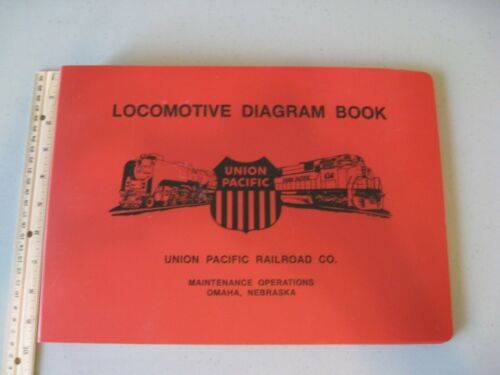 LOCOMOTIVE DIAGRAM BOOK
UNION
PACIFIC
UNION PACIFIC RAILROAD CO.
MAINTENANCE OPERATIONS
OMAHA, NEBRASKA